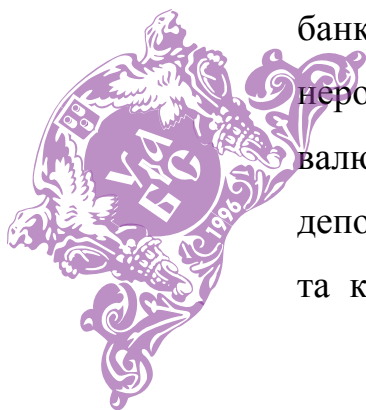 банк
неро
валю
депо
та к
УА
БС
1996